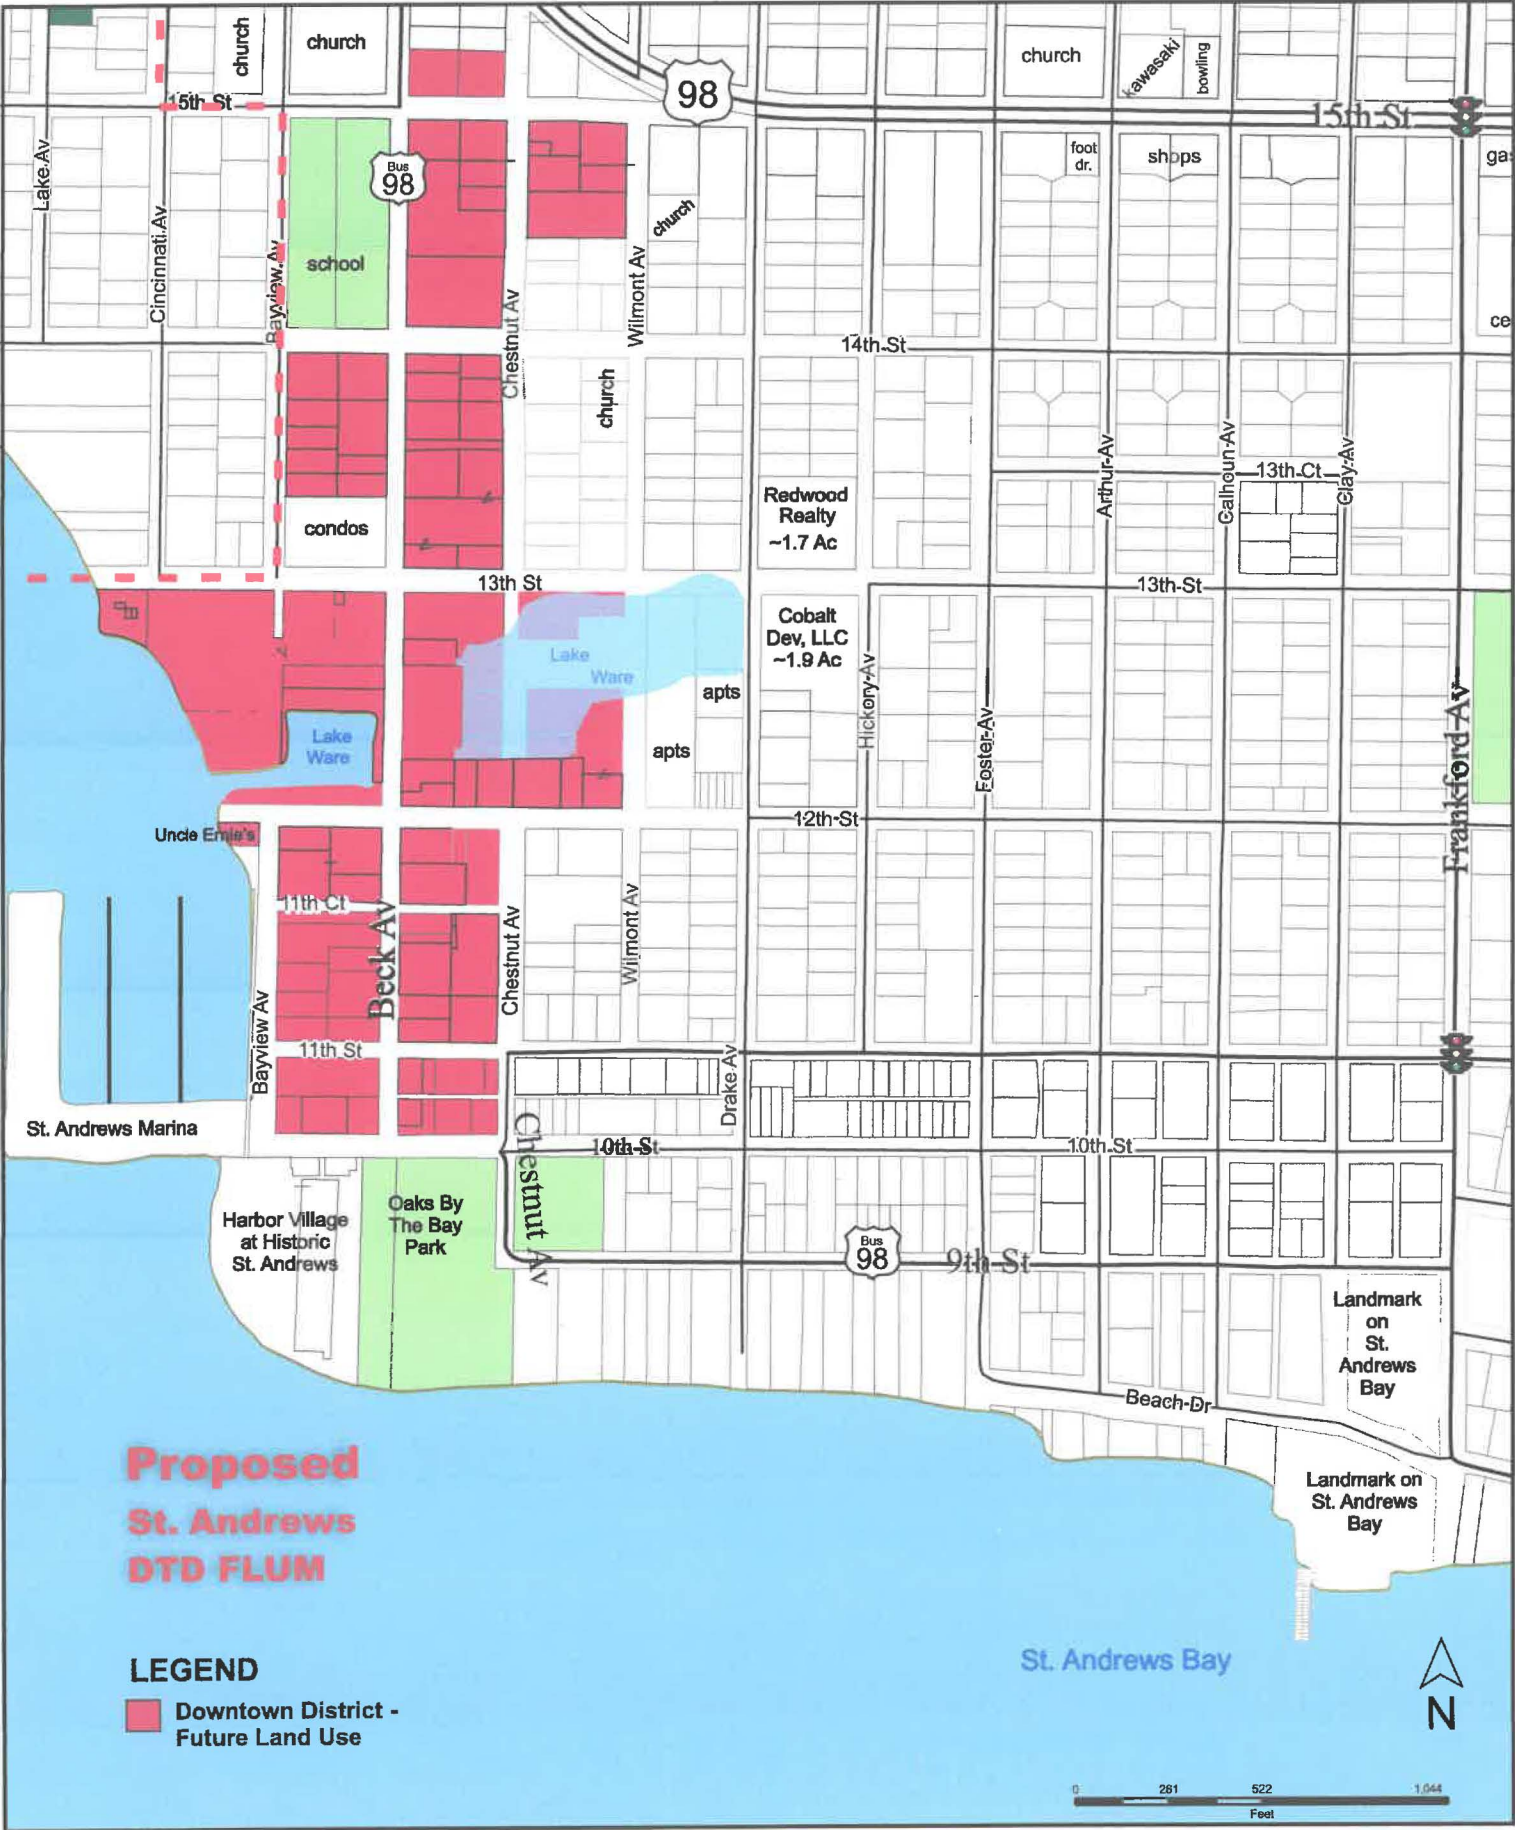 church
church
church
kawasaki
bowling
98
15th St
15th St
Lake Av
Bus
98
foot
dr.
shops
Cincinnati Av
church
school
Bayview Av
Wilmont Av
Chestnut Av
14th St
church
13th Ct
Arthur Av
Calhoun Av
Clay Av
Redwood
Realty
~1.7 Ac
condos
13th St
13th St
Cobalt
Dev, LLC
~1.9 Ac
Lake
Ware
apts
Hickory Av
Foster Av
Frankford Av
Lake
Ware
apts
12th St
Uncle Ernie's
11th Ct
Beck Av
Chestnut Av
Wilmont Av
Bayview Av
11th St
Drake Av
St. Andrews Marina
Chestnut Av
10th St
10th St
Harbor Village
at Historic
St. Andrews
Oaks By
The Bay
Park
Bus
98
9th St
Landmark
on
St.
Andrews
Bay
Beach Dr
Landmark on
St. Andrews
Bay
Proposed
St. Andrews
DTD FLUM
St. Andrews Bay
LEGEND
Downtown District -
Future Land Use
N
0 261 522 1,044
Feet